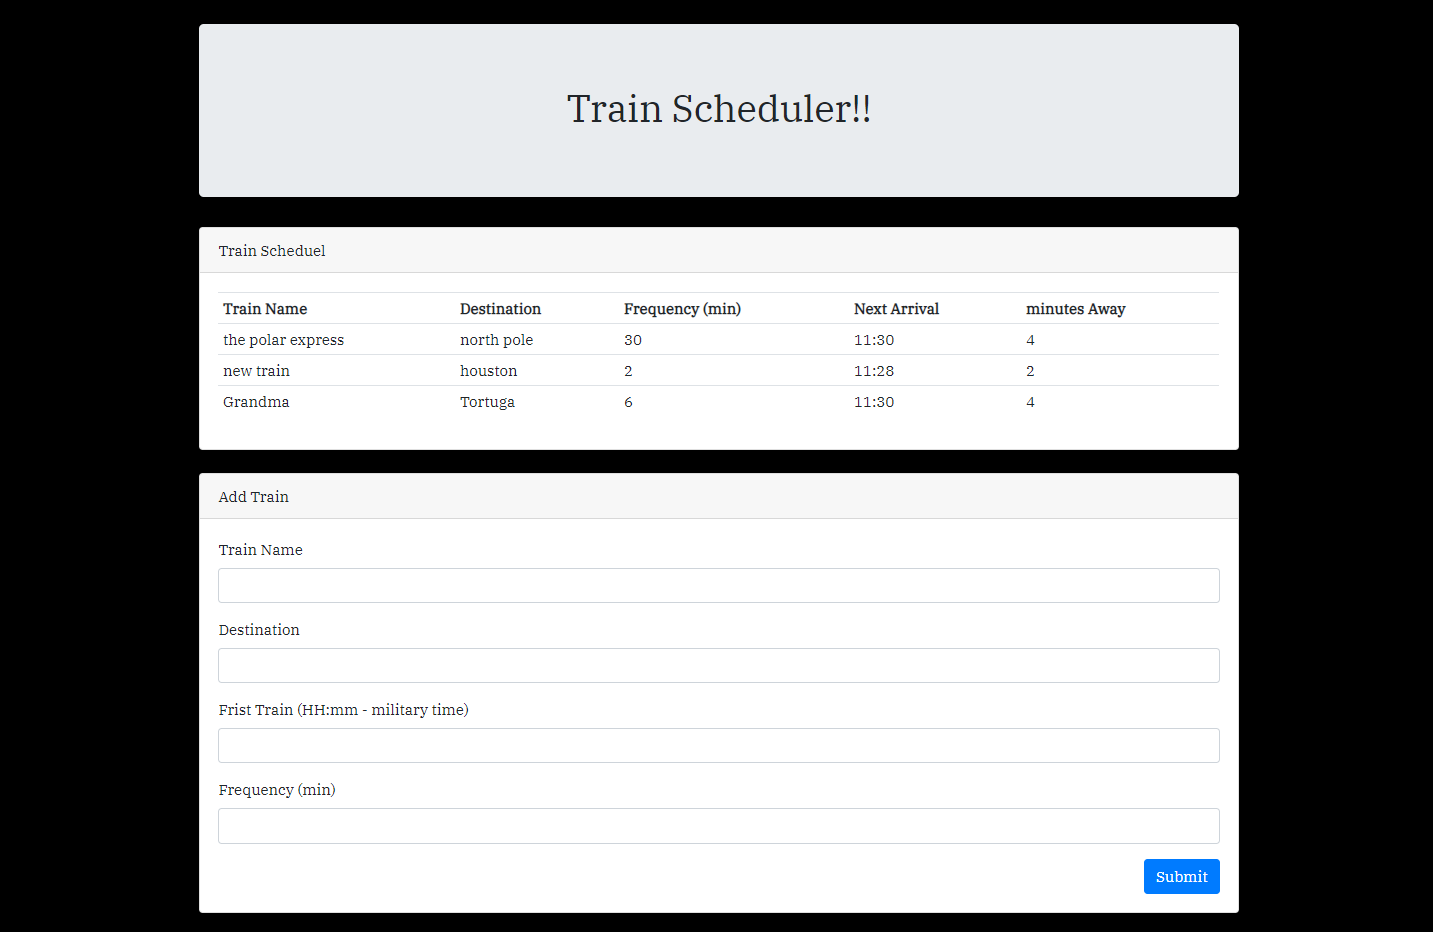 Train Scheduler!!
Train Scheduel
Train Name Destination Frequency (min) Next Arrival minutes Away
the polar express north pole 30 11:30 4
new train houston 2 11:28 2
Grandma Tortuga 6 11:30 4
Add Train
Train Name
Destination
Frist Train (HH:mm - military time)
Frequency (min)
Submit